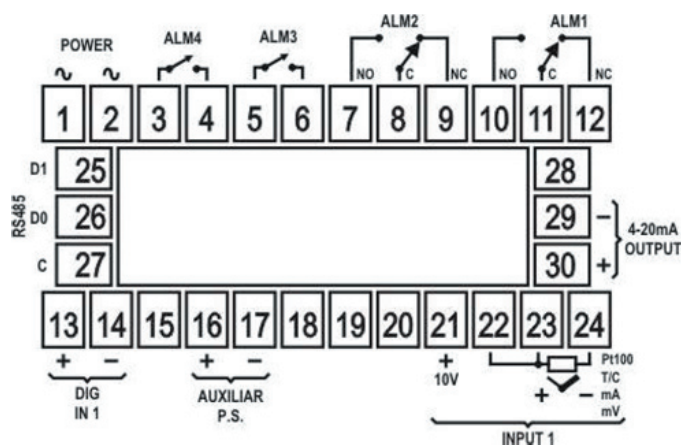 ALM2 ALM1
POWER ALM4 ALM3
∿ ∿ NO C NC NO C NC
1 2 3 4 5 6 7 8 9 10 11 12
D1 25 28
RS485 D0 26 29 −
4-20mA
OUTPUT
C 27 30 +
13 14 15 16 17 18 19 20 21 22 23 24
+ − + − +
10V
Pt100
T/C
+ − mA
mV
DIG
IN 1
AUXILIAR
P.S.
INPUT 1